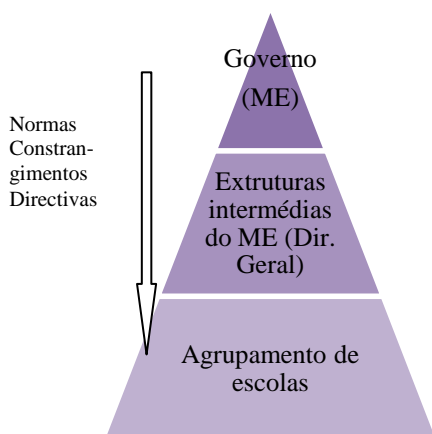 Governo
(ME)
Normas
Constran-
gimentos
Directivas
Extruturas
intermédias
do ME (Dir.
Geral)
Agrupamento de
escolas